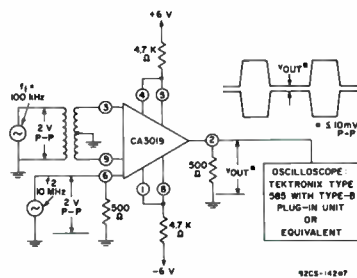 +6 V
4.7 K
Ω
4
5
VOUT*
* ≤ 10mV
P-P
f1 =
100 kHz
2 V
P-P
3
CA3019
9
2
f2
10 MHz
2 V
P-P
6
500
Ω
1
8
500
Ω
VOUT*
OSCILLOSCOPE:
TEKTRONIX TYPE
585 WITH TYPE-B
PLUG-IN UNIT
OR
EQUIVALENT
4.7 K
Ω
-6 V
92CS-14207